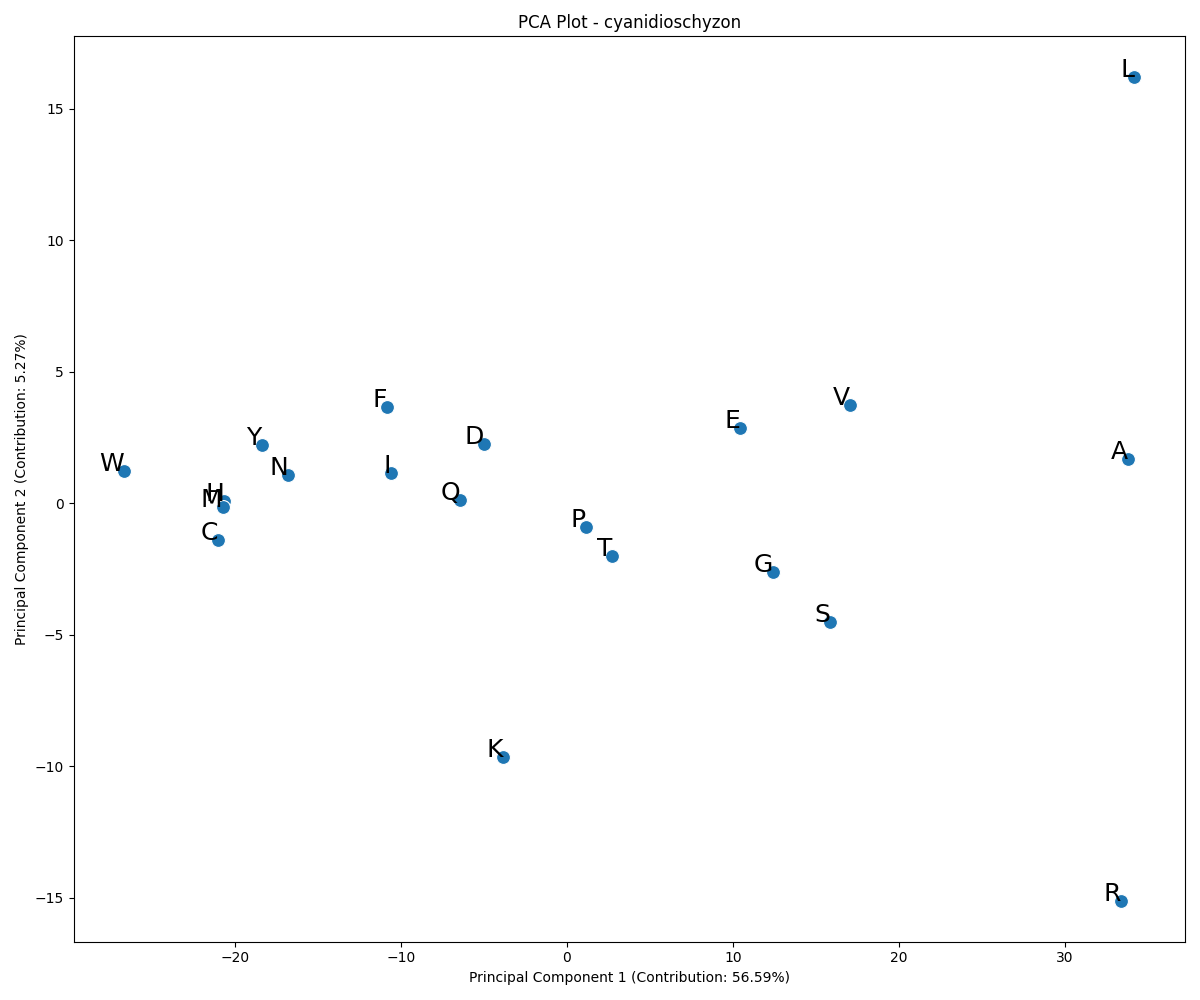 PCA Plot - cyanidioschyzon
L
15
10
5
F
V
D
E
Y
A
W
N
I
H
Q
M
0
C
P
T
G
S
−5
K
−10
R
−15
−20
−10
0
10
20
30
Principal Component 2 (Contribution: 5.27%)
Principal Component 1 (Contribution: 56.59%)